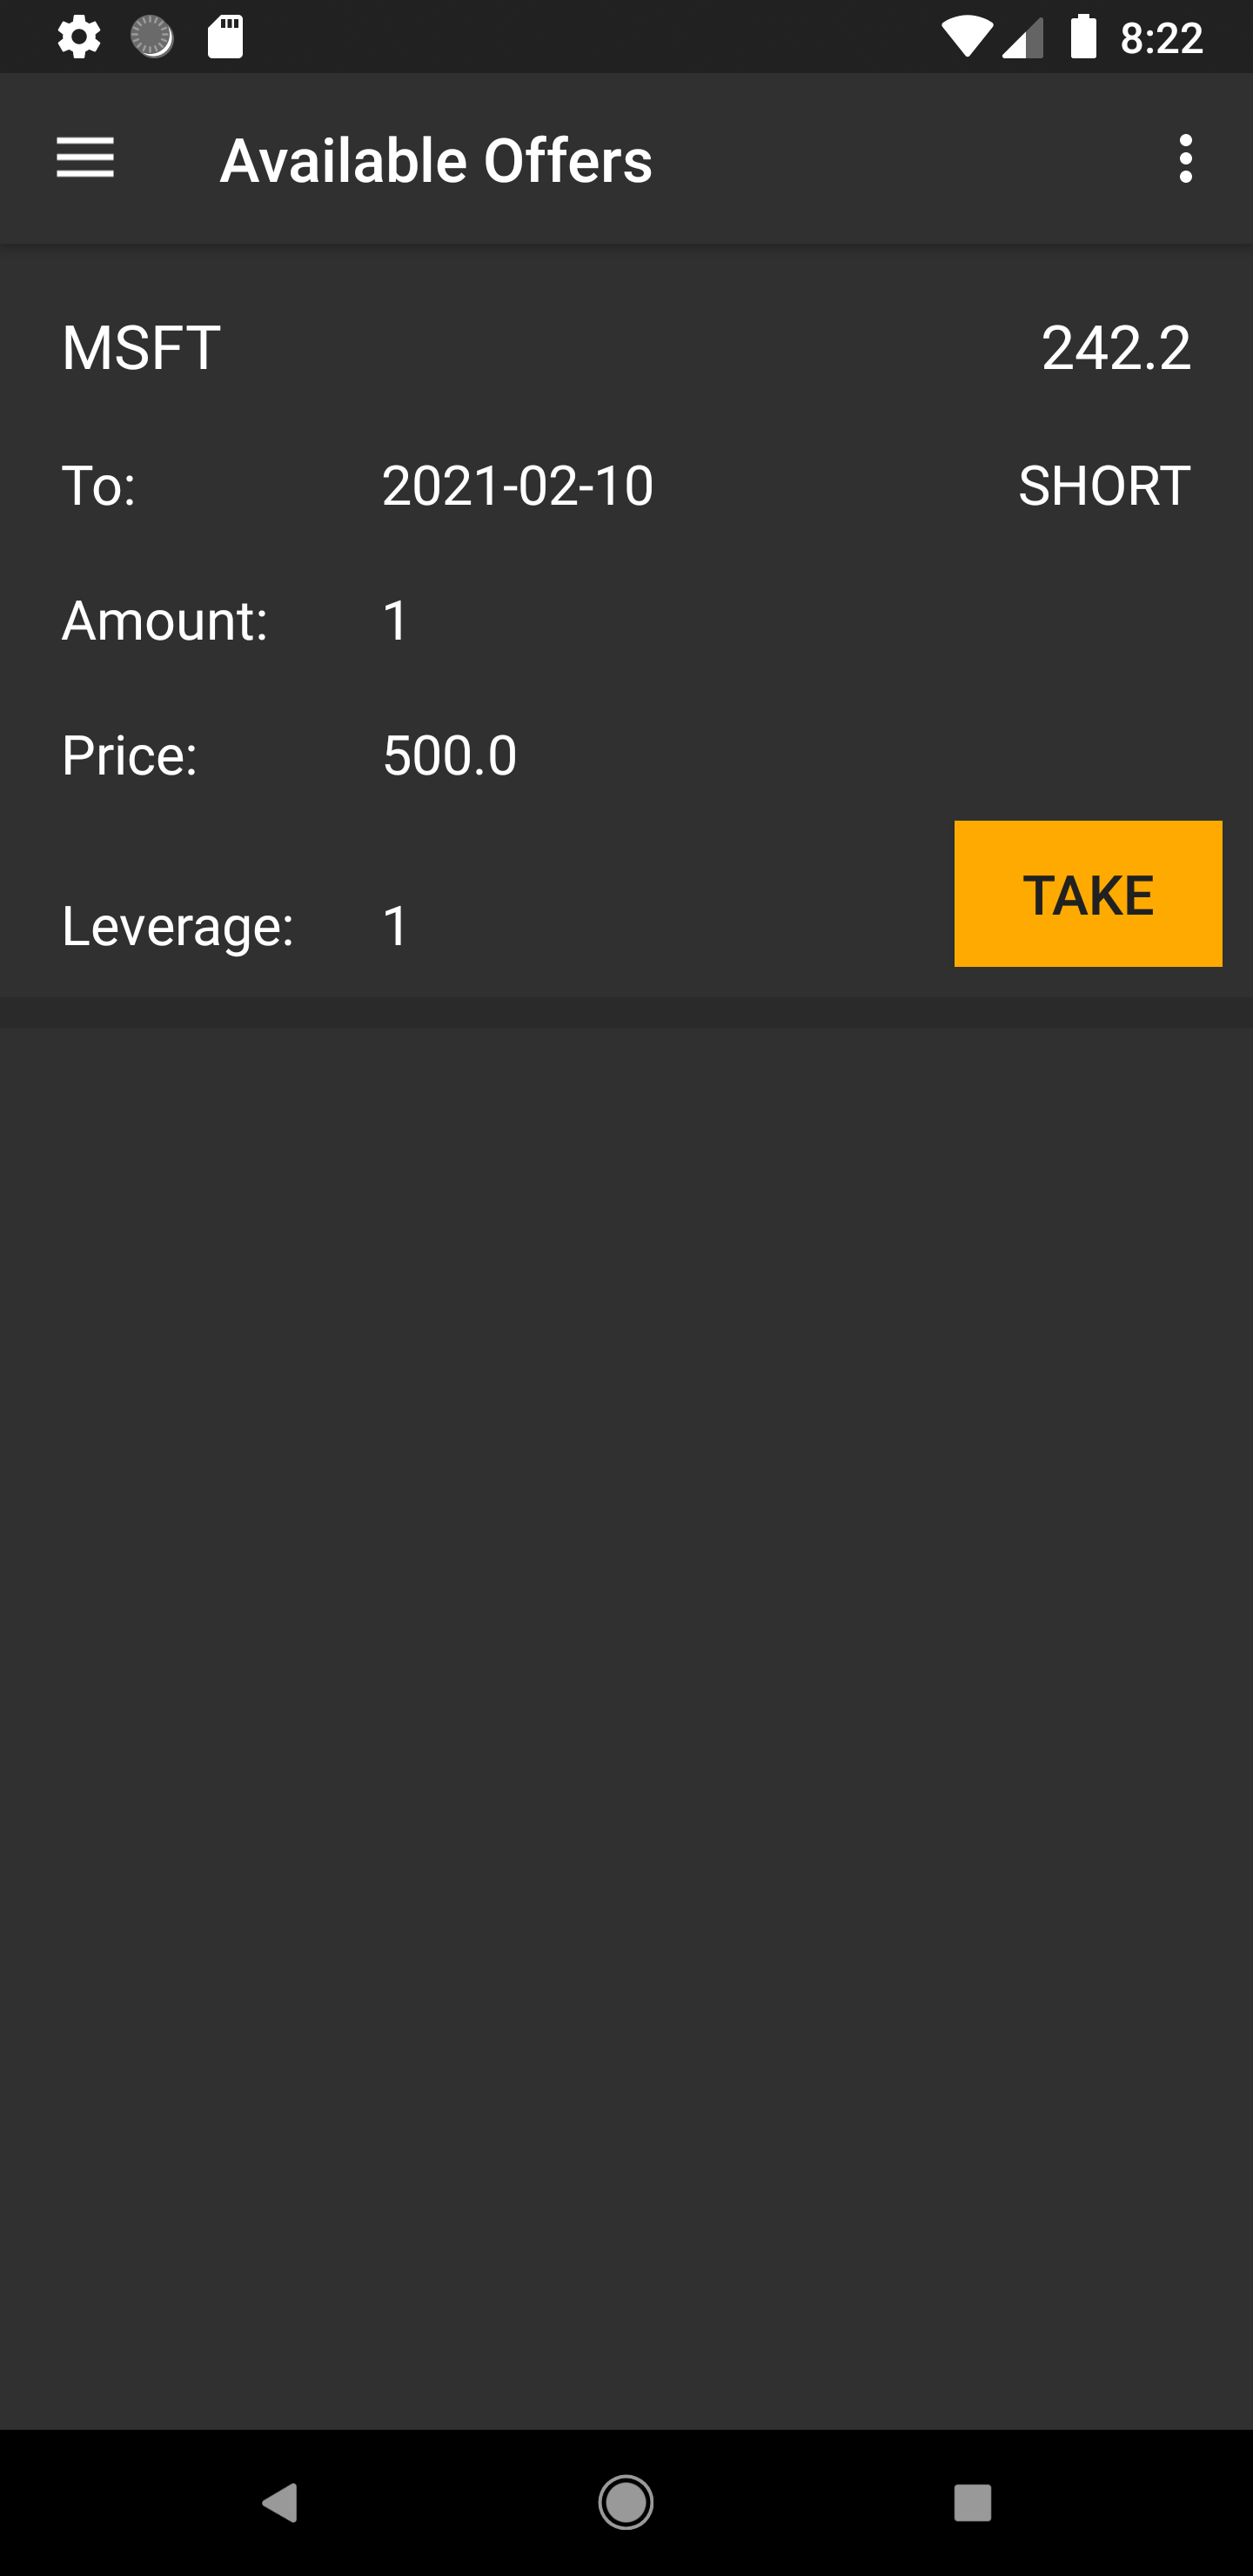 8:22
Available Offers
MSFT 242.2
To: 2021-02-10 SHORT
Amount: 1
Price: 500.0
TAKE
Leverage: 1